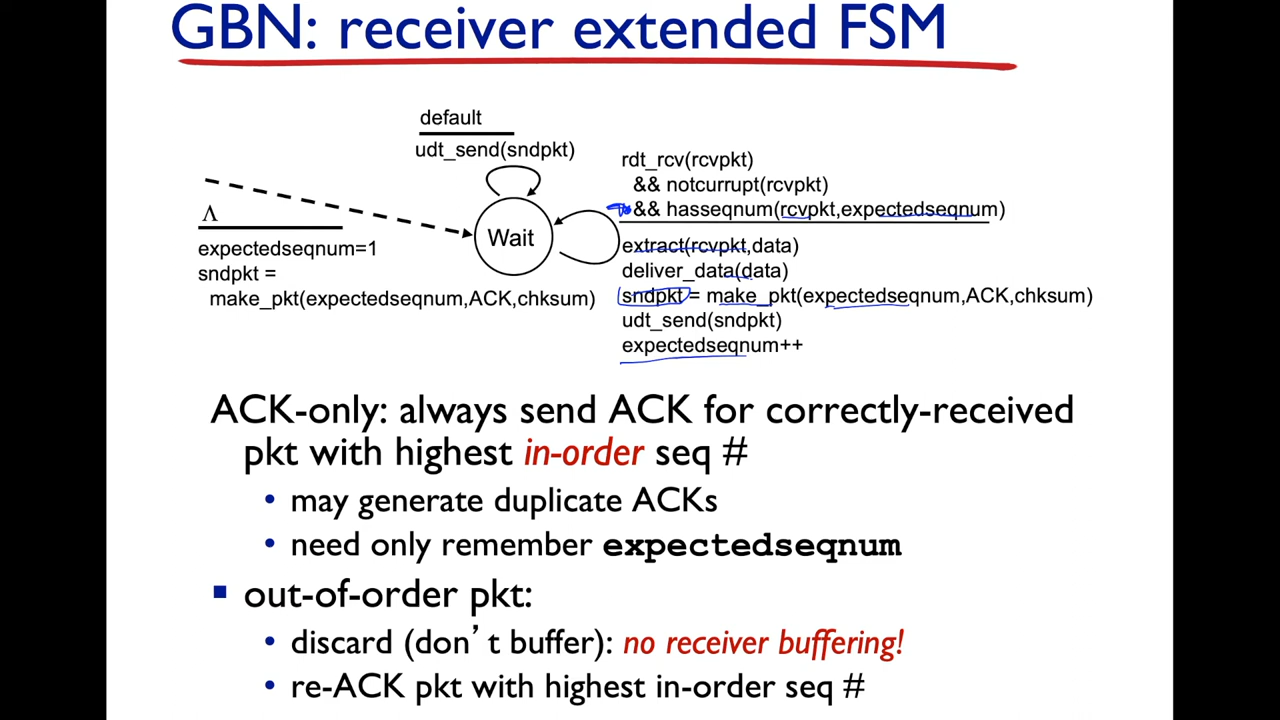 GBN: receiver extended FSM
default
udt_send(sndpkt)
rdt_rcv(rcvpkt)
&& notcurrupt(rcvpkt)
&& hasseqnum(rcvpkt,expectedseqnum)
Λ
expectedseqnum=1
sndpkt =
make_pkt(expectedseqnum,ACK,chksum)
Wait
extract(rcvpkt,data)
deliver_data(data)
sndpkt = make_pkt(expectedseqnum,ACK,chksum)
udt_send(sndpkt)
expectedseqnum++
ACK-only: always send ACK for correctly-received
pkt with highest in-order seq #
• may generate duplicate ACKs
• need only remember expectedseqnum
▪ out-of-order pkt:
• discard (don’t buffer): no receiver buffering!
• re-ACK pkt with highest in-order seq #